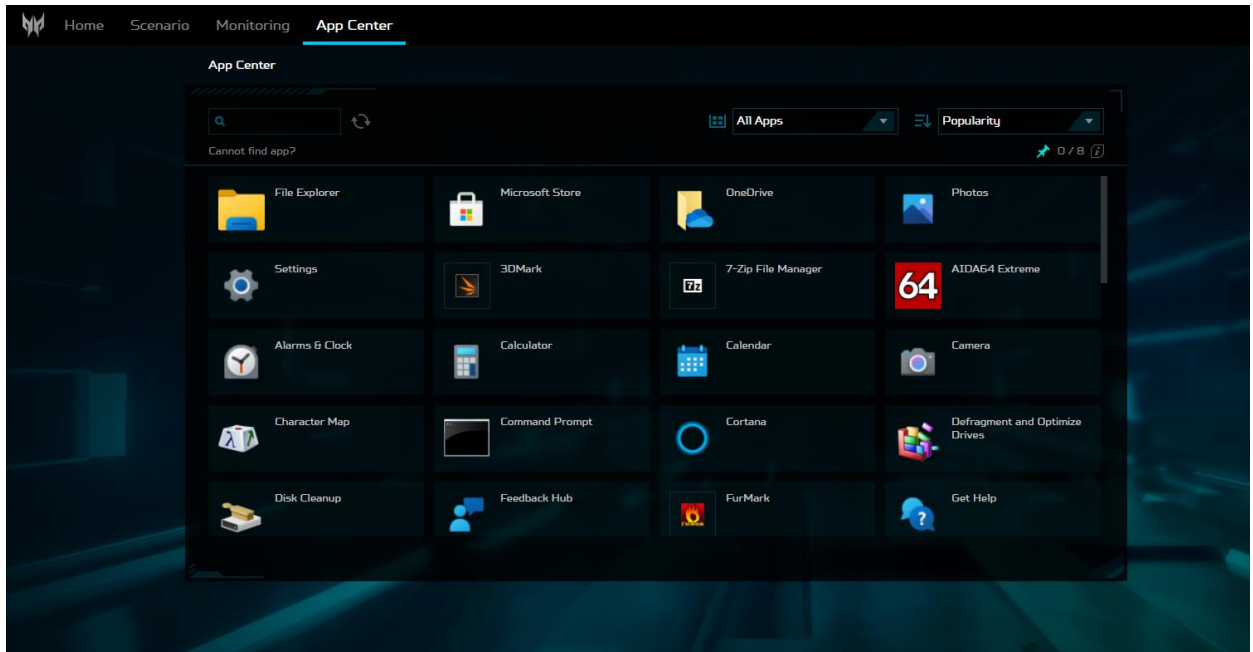 Home Scenario Monitoring App Center
App Center
All Apps Popularity
Cannot find app? 0 / 8 i
File Explorer Microsoft Store OneDrive Photos
Settings 3DMark 7-Zip File Manager AIDA64 Extreme
7z 64
Alarms & Clock Calculator Calendar Camera
Character Map Command Prompt Cortana Defragment and Optimize
Drives
Disk Cleanup Feedback Hub FurMark Get Help